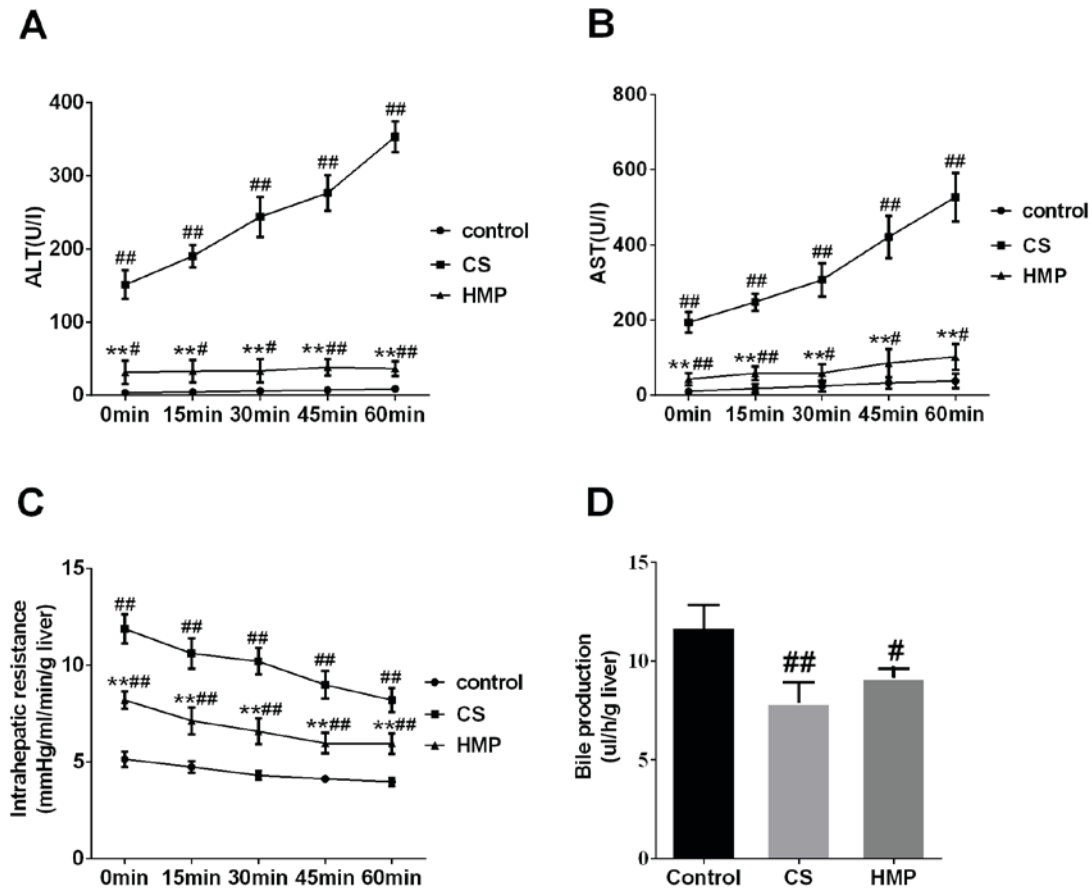 A
ALT(U/l)
400
300
200
100
0
## ## ## ## ##
**# **# **# **## **##
0min 15min 30min 45min 60min
control
CS
HMP
B
AST(U/l)
800
600
400
200
0
## ## ## ## ##
**## **## **# **# **#
0min 15min 30min 45min 60min
control
CS
HMP
C
Intrahepatic resistance
(mmHg/ml/min/g liver)
15
10
5
0
## ## ## ## ##
**## **## **## **## **##
0min 15min 30min 45min 60min
control
CS
HMP
D
Bile production
(ul/h/g liver)
15
10
5
0
## #
Control CS HMP